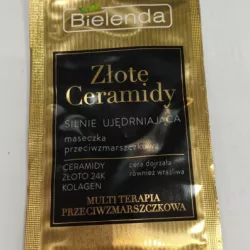 Bielenda
Złote
Ceramidy
SILNIE UJĘDRNIAJĄCA
maseczka
przeciwzmarszczkowa
CERAMIDY
ZŁOTO 24K
KOLAGEN
cera dojrzała
również wrażliwa
MULTI TERAPIA
PRZECIWZMARSZCZKOWA